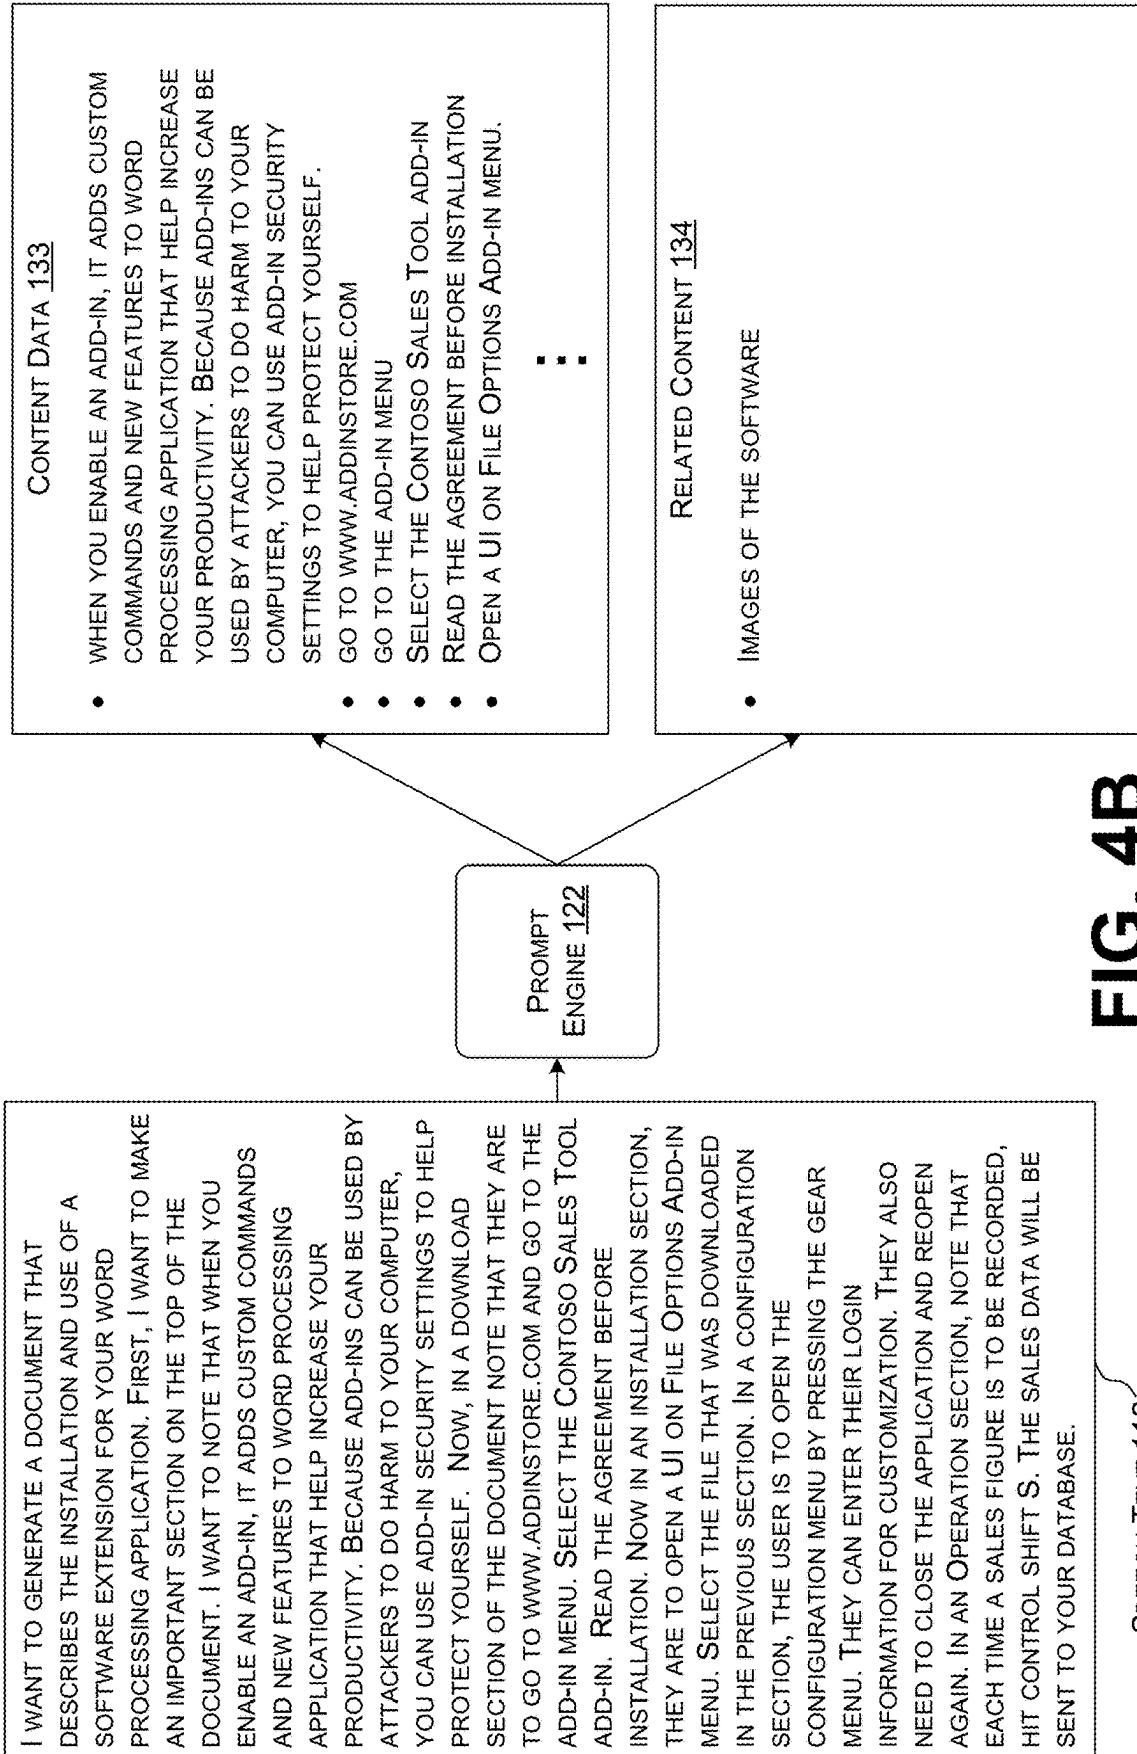 I WANT TO GENERATE A DOCUMENT THAT
DESCRIBES THE INSTALLATION AND USE OF A
SOFTWARE EXTENSION FOR YOUR WORD
PROCESSING APPLICATION. FIRST, I WANT TO MAKE
AN IMPORTANT SECTION ON THE TOP OF THE
DOCUMENT. I WANT TO NOTE THAT WHEN YOU
ENABLE AN ADD-IN, IT ADDS CUSTOM COMMANDS
AND NEW FEATURES TO WORD PROCESSING
APPLICATION THAT HELP INCREASE YOUR
PRODUCTIVITY. BECAUSE ADD-INS CAN BE USED BY
ATTACKERS TO DO HARM TO YOUR COMPUTER,
YOU CAN USE ADD-IN SECURITY SETTINGS TO HELP
PROTECT YOURSELF. NOW, IN A DOWNLOAD
SECTION OF THE DOCUMENT NOTE THAT THEY ARE
TO GO TO WWW.ADDINSTORE.COM AND GO TO THE
ADD-IN MENU. SELECT THE CONTOSO SALES TOOL
ADD-IN. READ THE AGREEMENT BEFORE
INSTALLATION. NOW IN AN INSTALLATION SECTION,
THEY ARE TO OPEN A UI ON FILE OPTIONS ADD-IN
MENU. SELECT THE FILE THAT WAS DOWNLOADED
IN THE PREVIOUS SECTION. IN A CONFIGURATION
SECTION, THE USER IS TO OPEN THE
CONFIGURATION MENU BY PRESSING THE GEAR
MENU. THEY CAN ENTER THEIR LOGIN
INFORMATION FOR CUSTOMIZATION. THEY ALSO
NEED TO CLOSE THE APPLICATION AND REOPEN
AGAIN. IN AN OPERATION SECTION, NOTE THAT
EACH TIME A SALES FIGURE IS TO BE RECORDED,
HIT CONTROL SHIFT S. THE SALES DATA WILL BE
SENT TO YOUR DATABASE.
PROMPT
ENGINE 122
CONTENT DATA 133
• WHEN YOU ENABLE AN ADD-IN, IT ADDS CUSTOM
COMMANDS AND NEW FEATURES TO WORD
PROCESSING APPLICATION THAT HELP INCREASE
YOUR PRODUCTIVITY. BECAUSE ADD-INS CAN BE
USED BY ATTACKERS TO DO HARM TO YOUR
COMPUTER, YOU CAN USE ADD-IN SECURITY
SETTINGS TO HELP PROTECT YOURSELF.
• GO TO WWW.ADDINSTORE.COM
• GO TO THE ADD-IN MENU
• SELECT THE CONTOSO SALES TOOL ADD-IN
• READ THE AGREEMENT BEFORE INSTALLATION
• OPEN A UI ON FILE OPTIONS ADD-IN MENU.
RELATED CONTENT 134
• IMAGES OF THE SOFTWARE
FIG. 4B